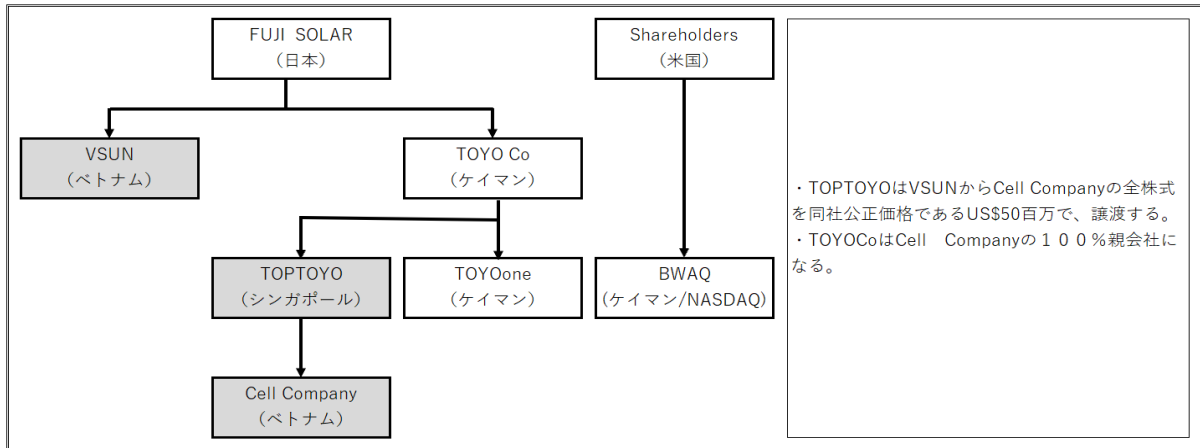 FUJI SOLAR
（日本）
Shareholders
（米国）
VSUN
（ベトナム）
TOYO Co
（ケイマン）
TOPTOYO
（シンガポール）
TOYOone
（ケイマン）
BWAQ
(ケイマン/NASDAQ)
Cell Company
（ベトナム）
・TOPTOYOはVSUNからCell Companyの全株式
を同社公正価格であるUS$50百万で、譲渡する。
・TOYOCoはCell　Companyの１００％親会社に
なる。